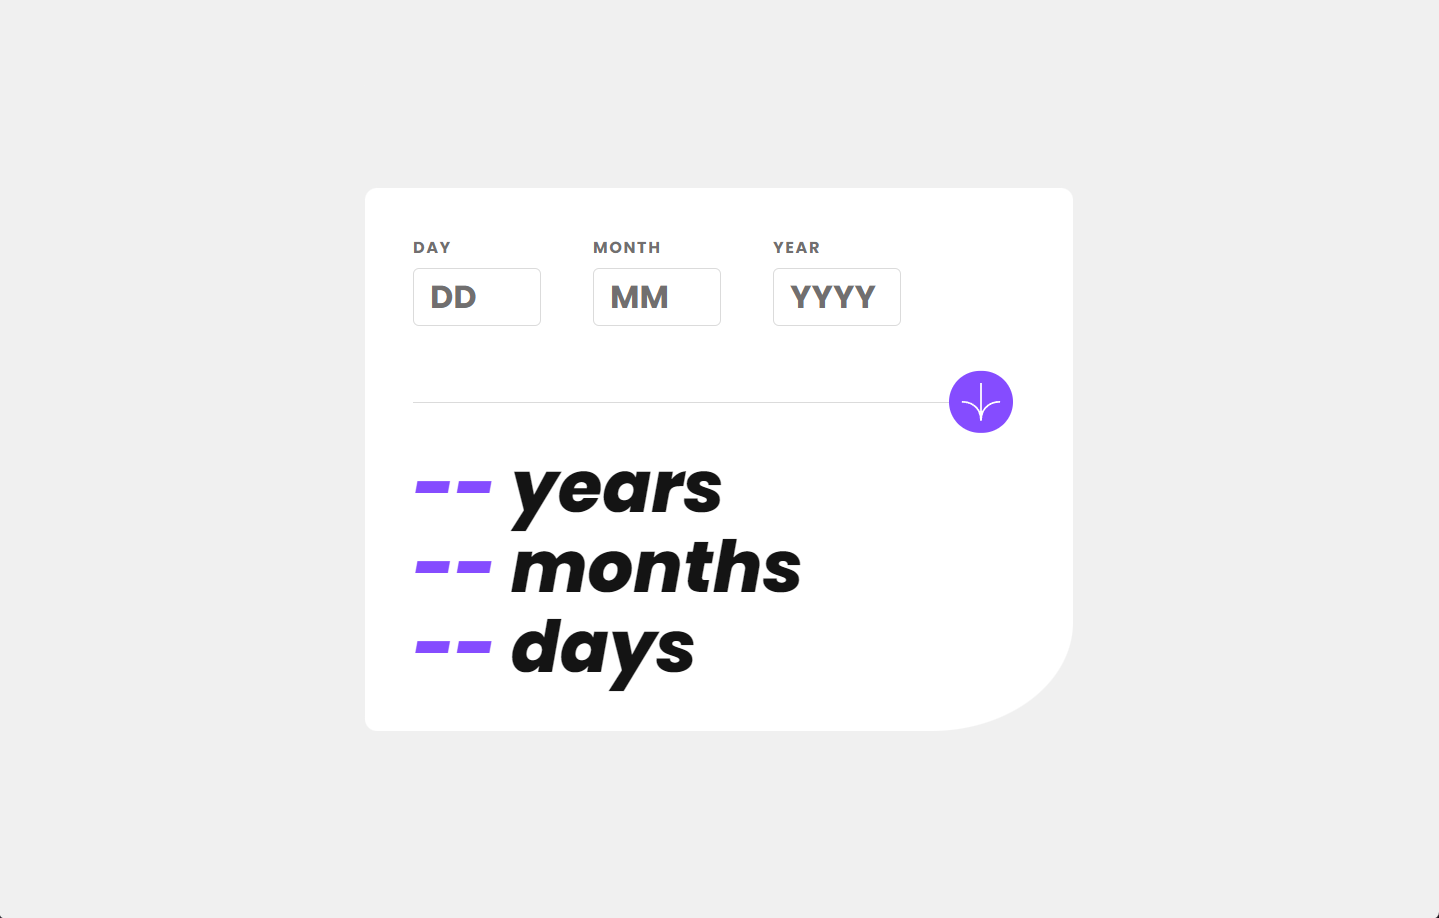 DAY MONTH YEAR
DD MM YYYY
-- years
-- months
-- days